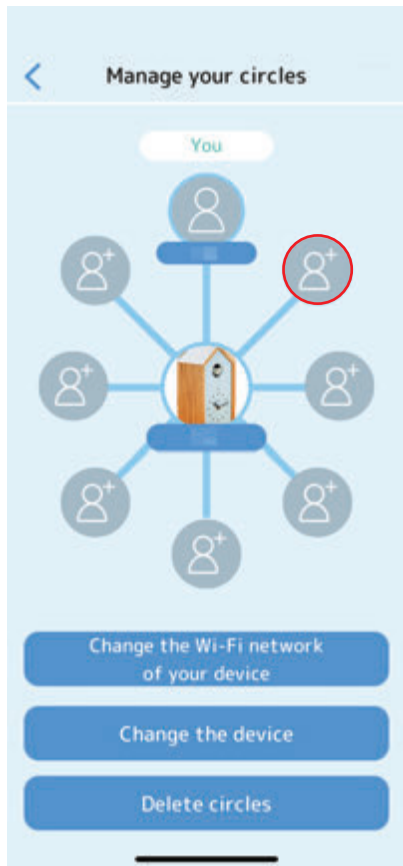 Manage your circles
You
Change the Wi-Fi network
of your device
Change the device
Delete circles